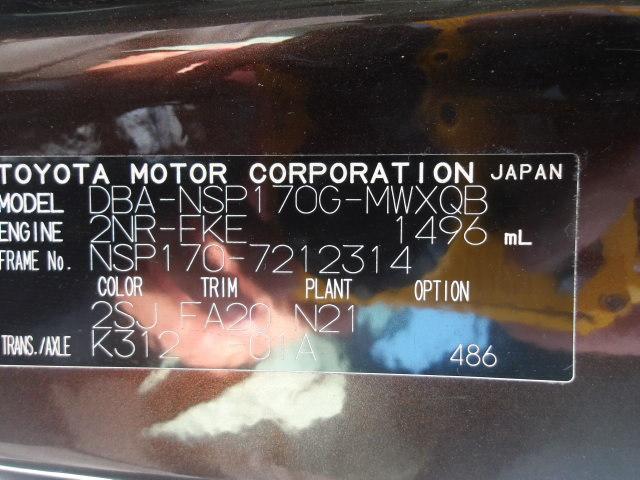 TOYOTA MOTOR CORPORATION JAPAN
MODEL DBA-NSP170G-MWXQB
ENGINE 2NR-FKE 1496 mL
FRAME No. NSP170-7212314
COLOR TRIM PLANT OPTION
2SJ FA20 N21
TRANS./AXLE K312 -01A 486